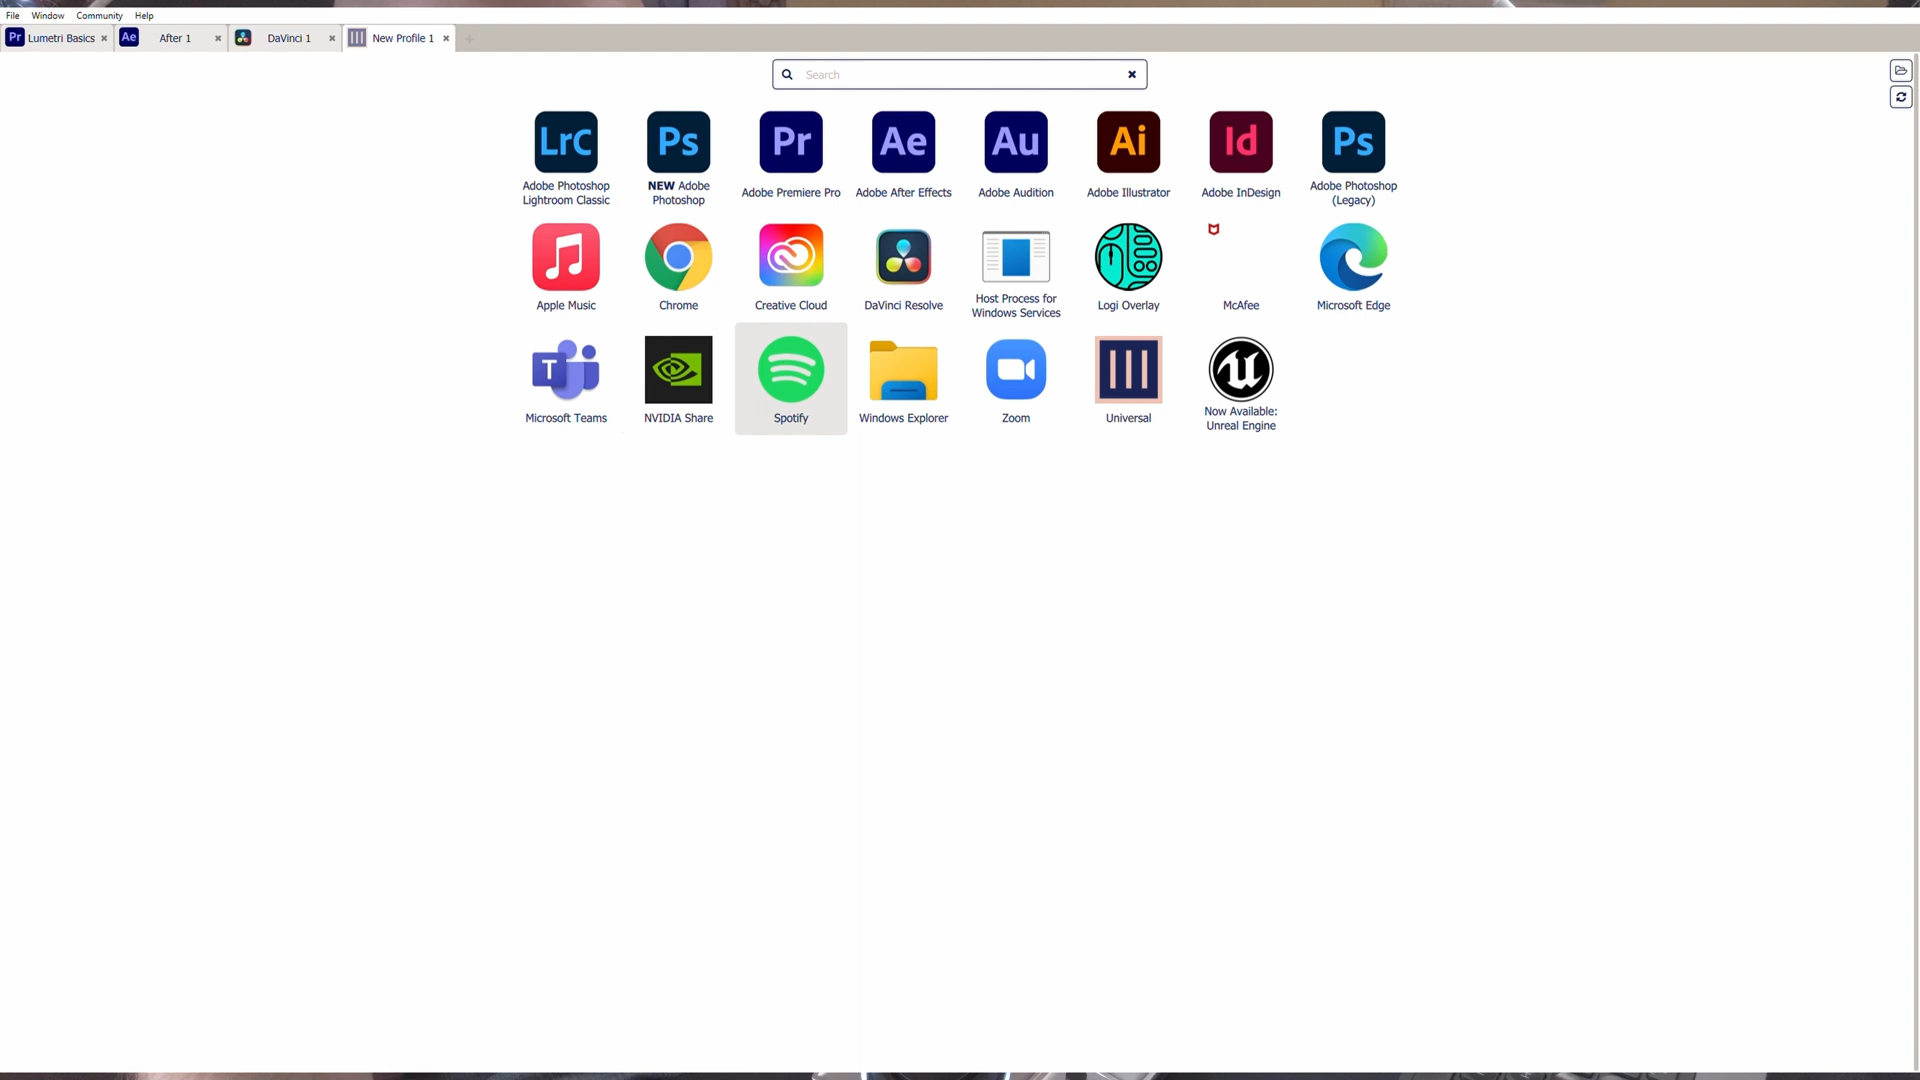 File Window Community Help
Pr Lumetri Basics Ae After 1 DaVinci 1 New Profile 1
Search
LrC Ps Pr Ae Au Ai Id Ps
Adobe Photoshop
Lightroom Classic
NEW Adobe
Photoshop
Adobe Premiere Pro
Adobe After Effects
Adobe Audition
Adobe Illustrator
Adobe InDesign
Adobe Photoshop
(Legacy)
Apple Music
Chrome
Creative Cloud
DaVinci Resolve
Host Process for
Windows Services
Logi Overlay
McAfee
Microsoft Edge
T
Microsoft Teams
NVIDIA Share
Spotify
Windows Explorer
Zoom
Universal
Now Available:
Unreal Engine